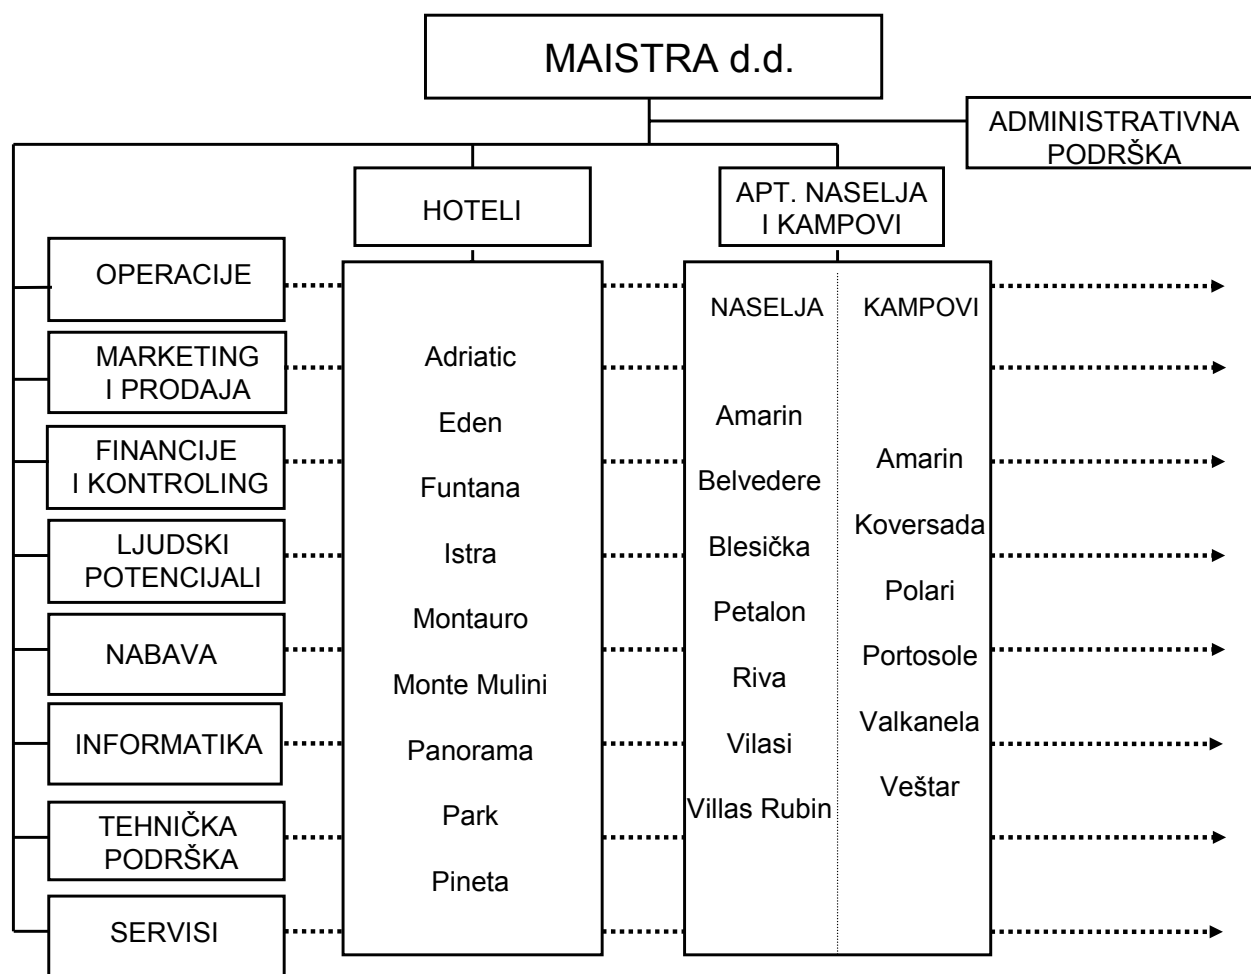 MAISTRA d.d.
ADMINISTRATIVNA
PODRŠKA
HOTELI
APT. NASELJA
I KAMPOVI
OPERACIJE
MARKETING
I PRODAJA
FINANCIJE
I KONTROLING
LJUDSKI
POTENCIJALI
NABAVA
INFORMATIKA
TEHNIČKA
PODRŠKA
SERVISI
Adriatic
Eden
Funtana
Istra
Montauro
Monte Mulini
Panorama
Park
Pineta
NASELJA
Amarin
Belvedere
Blesička
Petalon
Riva
Vilasi
Villas Rubin
KAMPOVI
Amarin
Koversada
Polari
Portosole
Valkanela
Veštar